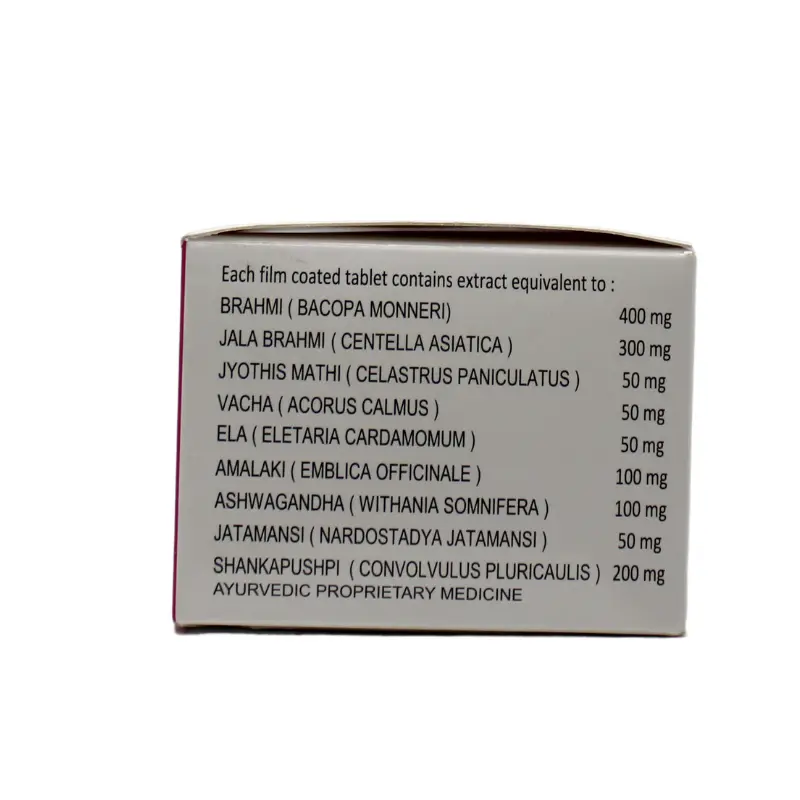 Each film coated tablet contains extract equivalent to :
BRAHMI ( BACOPA MONNERI) 400 mg
JALA BRAHMI ( CENTELLA ASIATICA ) 300 mg
JYOTHIS MATHI ( CELASTRUS PANICULATUS ) 50 mg
VACHA ( ACORUS CALMUS ) 50 mg
ELA ( ELETARIA CARDAMOMUM ) 50 mg
AMALAKI ( EMBLICA OFFICINALE ) 100 mg
ASHWAGANDHA ( WITHANIA SOMNIFERA ) 100 mg
JATAMANSI ( NARDOSTADYA JATAMANSI ) 50 mg
SHANKAPUSHPI ( CONVOLVULUS PLURICAULIS ) 200 mg
AYURVEDIC PROPRIETARY MEDICINE